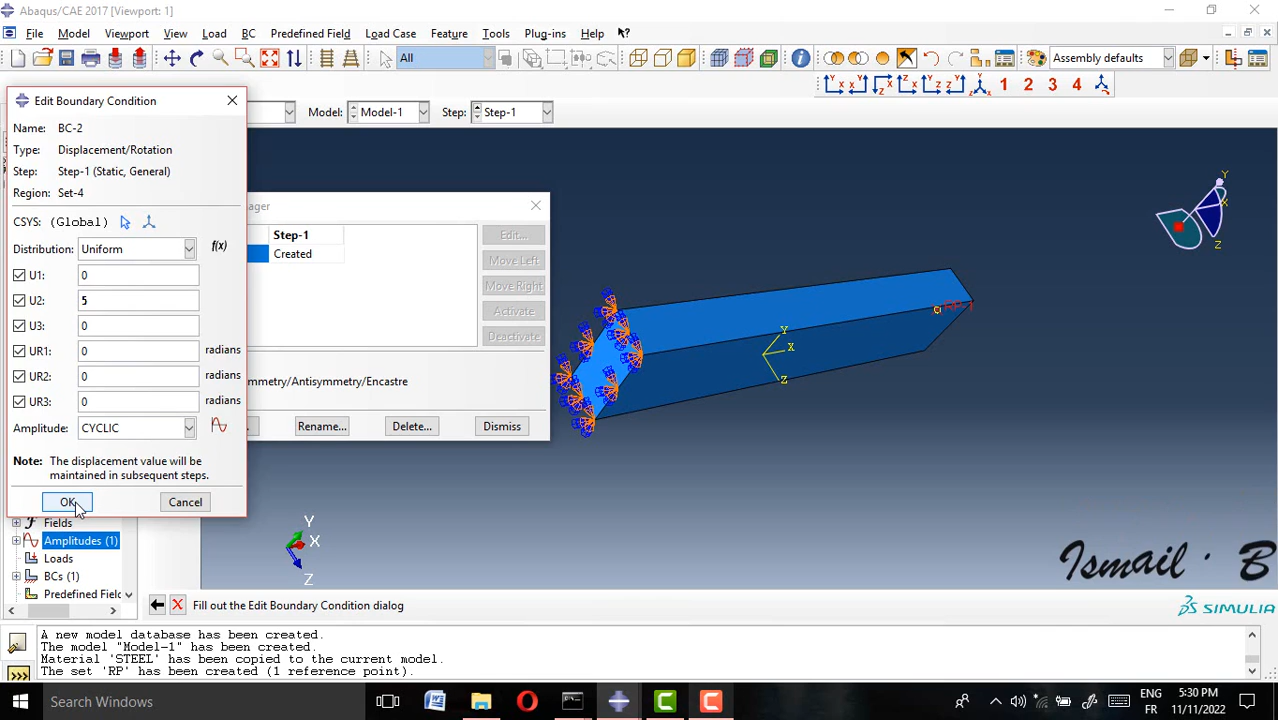 Abaqus/CAE 2017 [Viewport: 1]
File Model Viewport View Load BC Predefined Field Load Case Feature Tools Plug-ins Help
All Assembly defaults
1 2 3 4
Edit Boundary Condition
Model: Model-1 Step: Step-1
Name: BC-2
Type: Displacement/Rotation
Step: Step-1 (Static, General)
Region: Set-4
CSYS: (Global)
Distribution: Uniform f(x)
U1: 0
U2: 5
U3: 0
UR1: 0 radians
UR2: 0 radians
UR3: 0 radians
Amplitude: CYCLIC
Note: The displacement value will be
maintained in subsequent steps.
OK Cancel
ager
Step-1
Created
Edit...
Move Left
Move Right
Activate
Deactivate
mmetry/Antisymmetry/Encastre
Rename... Delete... Dismiss
Y
X
Z
RP-1
Y
X
Z
Y
X
Z
Fields
Amplitudes (1)
Loads
BCs (1)
Predefined Fielc
Ismail · B
Fill out the Edit Boundary Condition dialog
SIMULIA
A new model database has been created.
The model "Model-1" has been created.
Material 'STEEL' has been copied to the current model.
The set 'RP' has been created (1 reference point).
>>>
Search Windows
ENG
FR
5:30 PM
11/11/2022